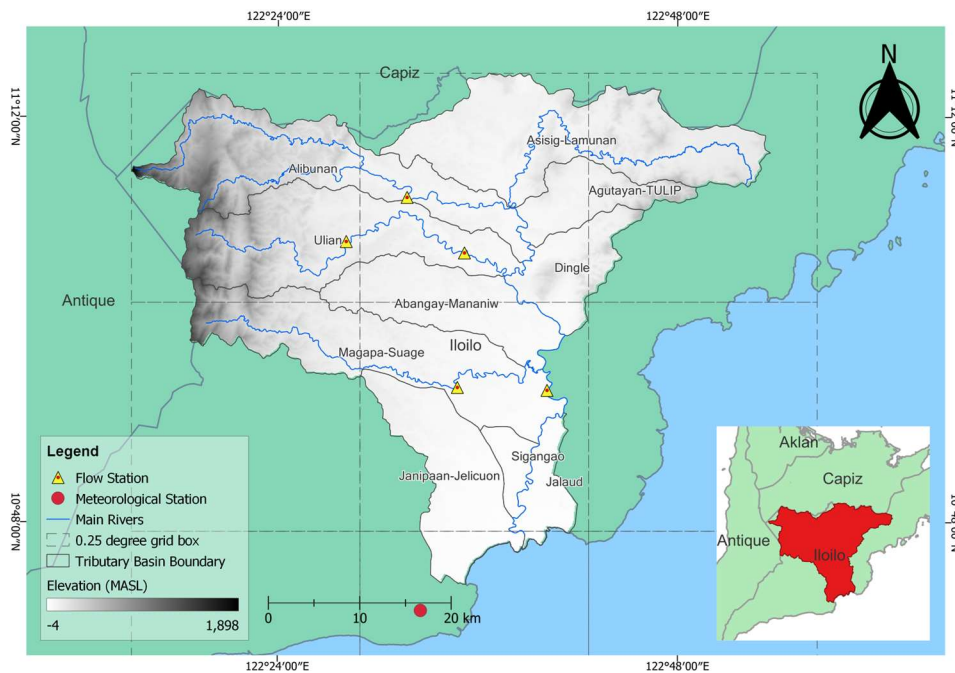 122°24′00″E
122°48′00″E
Capiz
N
11°12′00″N
11°12′00″N
Asisig-Lamunan
Alibunan
Agutayan-TULIP
Ulian
Dingle
Antique
Abangay-Mananiw
Iloilo
Magapa-Suage
Sigangao
Janipaan-Jelicuon
Jalaud
10°48′00″N
10°48′00″N
Legend
Flow Station
Meteorological Station
Main Rivers
0.25 degree grid box
Tributary Basin Boundary
Elevation (MASL)
-4
1,898
0
10
20 km
Aklan
Capiz
Antique
Iloilo
122°24′00″E
122°48′00″E